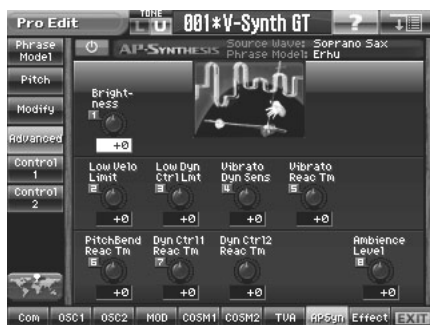 Pro Edit TONE L U 001*V-Synth GT ?
Phrase Model
Pitch
Modify
Advanced
Control 1
Control 2
AP-SYNTHESIS Source Wave: Soprano Sax
Phrase Model: Erhu
Bright-
ness
1
+0
Low Velo Low Dyn Vibrato Vibrato
Limit CtrlLmt Dyn Sens Reac Tm
2 3 4 5
+0 +0 +0 +0
PitchBend Dyn Ctrl1 Dyn Ctrl2 Ambience
Reac Tm Reac Tm Reac Tm Level
6 7 8
+0 +0 +0 +0
Com OSC1 OSC2 MOD COSM1 COSM2 TVA APSyn Effect EXIT